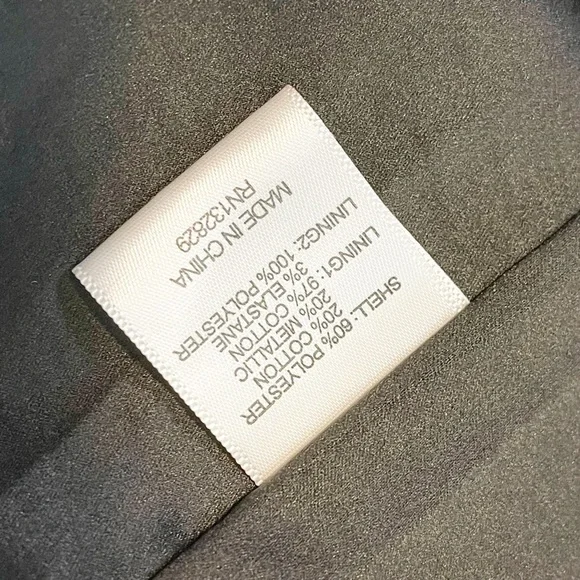 SHELL: 60% POLYESTER
20% COTTON
20% METALLIC
LINING1: 97% COTTON
3% ELASTANE
LINING2: 100% POLYESTER
MADE IN CHINA
RN132829